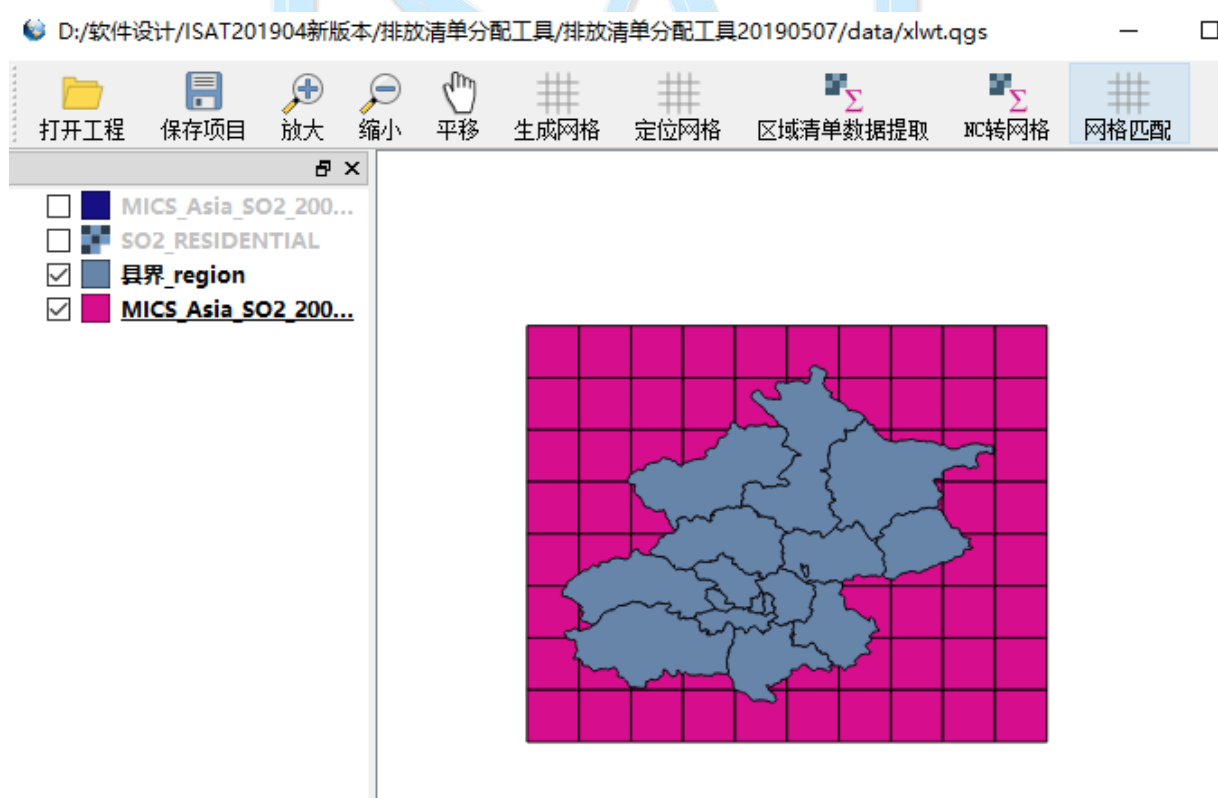 D:/软件设计/ISAT201904新版本/排放清单分配工具/排放清单分配工具20190507/data/xlwt.qgs
打开工程 保存项目 放大 缩小 平移 生成网格 定位网格 区域清单数据提取 NC转网格 网格匹配
MICS_Asia_SO2_200...
SO2_RESIDENTIAL
县界_region
MICS_Asia_SO2_200...